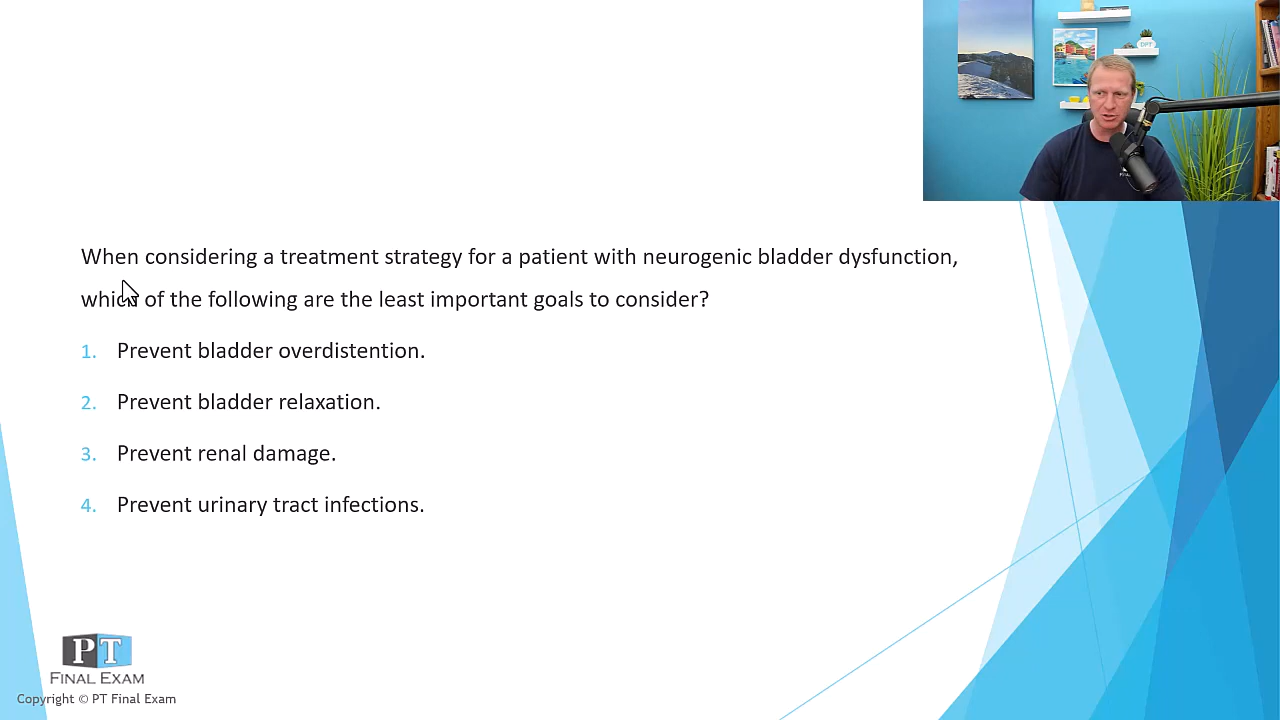 When considering a treatment strategy for a patient with neurogenic bladder dysfunction,
which of the following are the least important goals to consider?
1. Prevent bladder overdistention.
2. Prevent bladder relaxation.
3. Prevent renal damage.
4. Prevent urinary tract infections.
PT
FINAL EXAM
Copyright © PT Final Exam
DPT